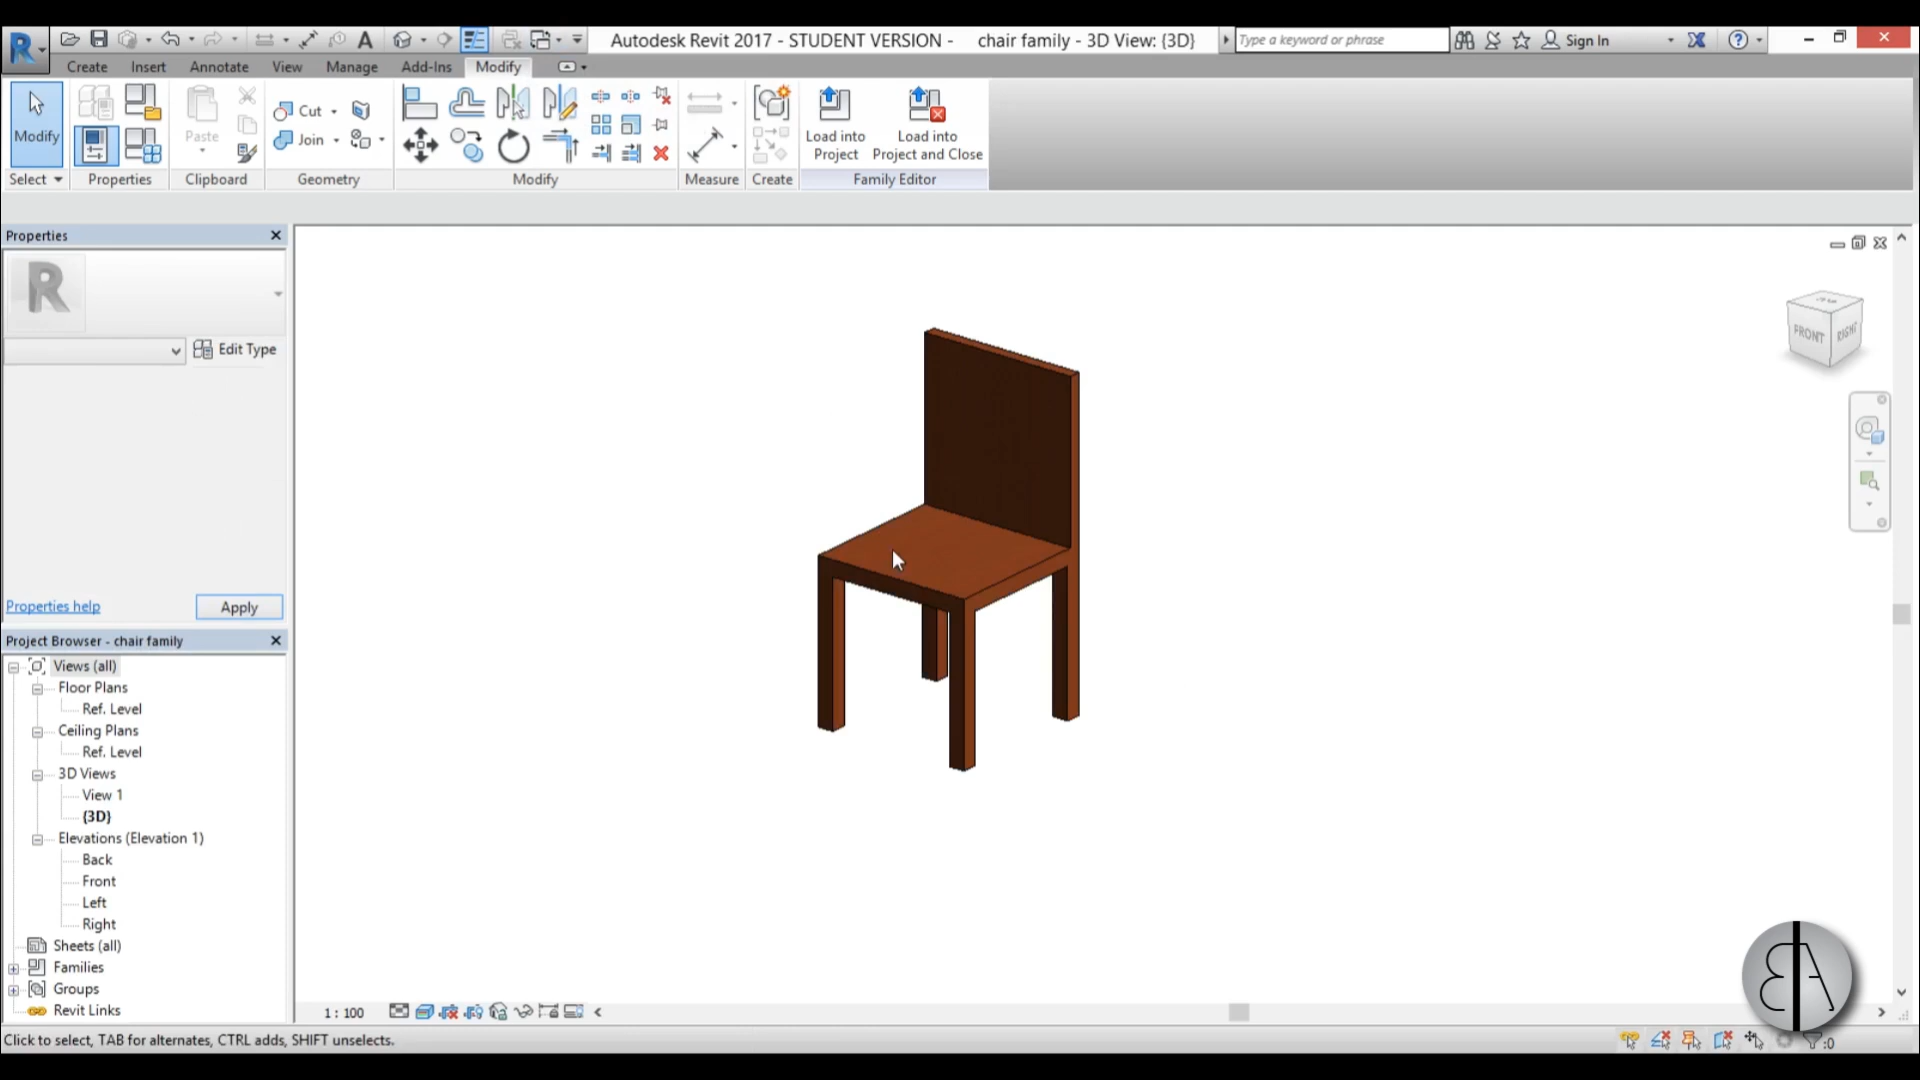 Autodesk Revit 2017 - STUDENT VERSION - chair family - 3D View: {3D}
Type a keyword or phrase
Sign In
Create Insert Annotate View Manage Add-Ins Modify
Modify
Paste
Cut
Join
Load into Project
Load into Project and Close
Select Properties Clipboard Geometry Modify Measure Create Family Editor
Properties
Edit Type
Properties help
Apply
Project Browser - chair family
Views (all)
Floor Plans
Ref. Level
Ceiling Plans
Ref. Level
3D Views
View 1
{3D}
Elevations (Elevation 1)
Back
Front
Left
Right
Sheets (all)
Families
Groups
Revit Links
FRONT
RIGHT
1 : 100
Click to select, TAB for alternates, CTRL adds, SHIFT unselects.
:0